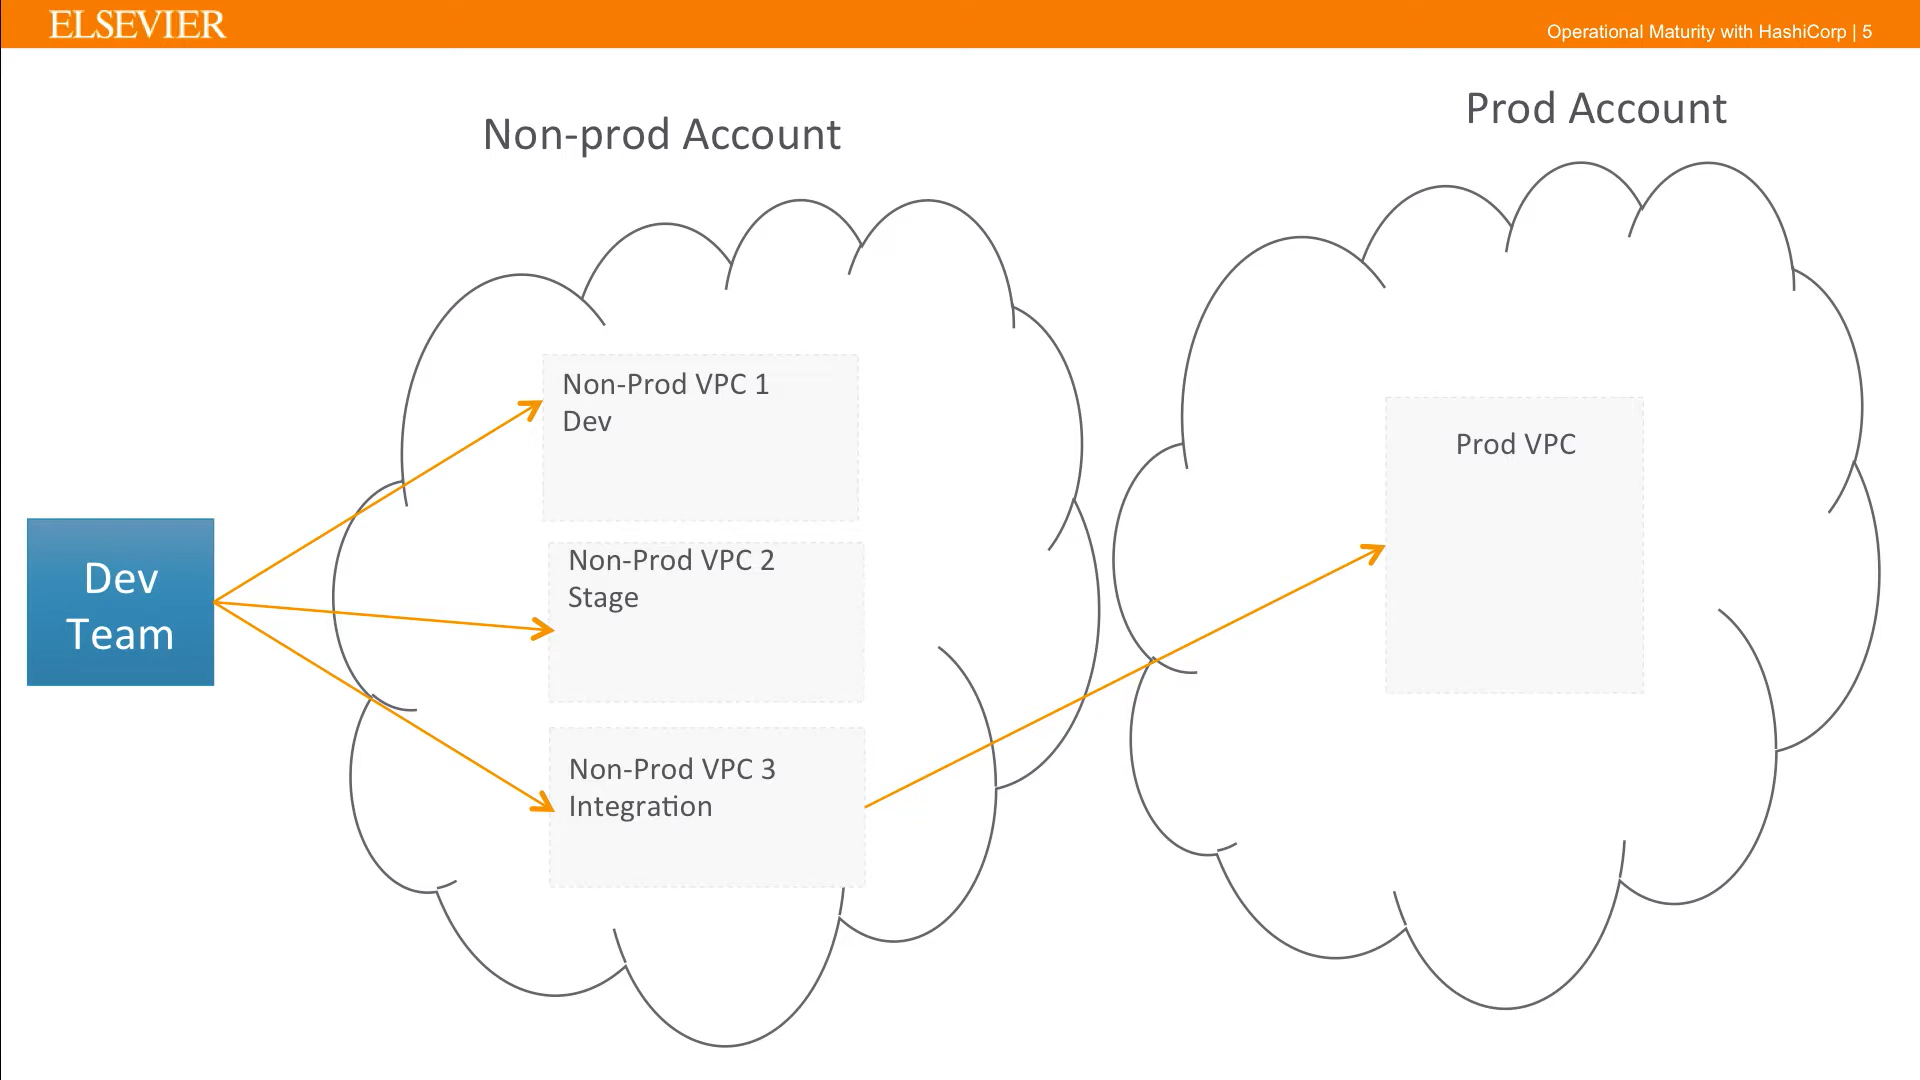 ELSEVIER
Operational Maturity with HashiCorp | 5
Non-prod Account
Prod Account
Non-Prod VPC 1
Dev
Non-Prod VPC 2
Stage
Non-Prod VPC 3
Integration
Prod VPC
Dev
Team